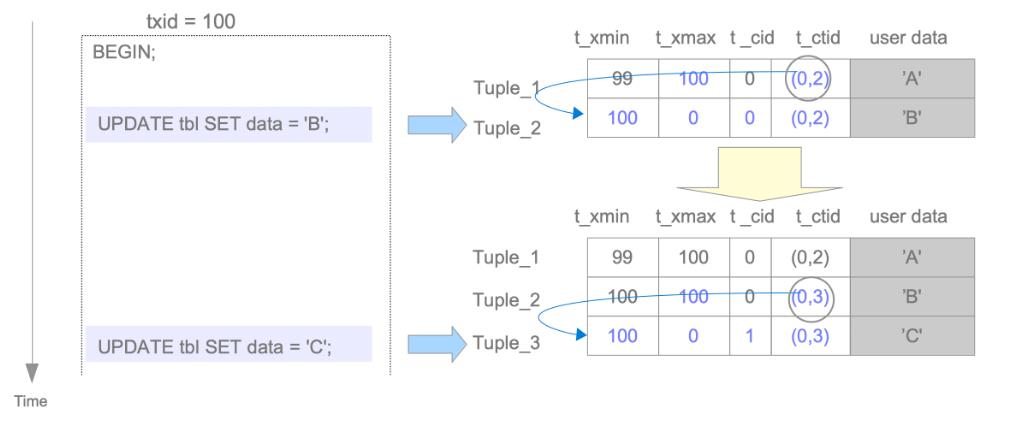 txid = 100
BEGIN;
UPDATE tbl SET data = 'B';
UPDATE tbl SET data = 'C';
Time
t_xmin t_xmax t_cid t_ctid user data
Tuple_1 99 100 0 (0,2) 'A'
Tuple_2 100 0 0 (0,2) 'B'
t_xmin t_xmax t_cid t_ctid user data
Tuple_1 99 100 0 (0,2) 'A'
Tuple_2 100 100 0 (0,3) 'B'
Tuple_3 100 0 1 (0,3) 'C'